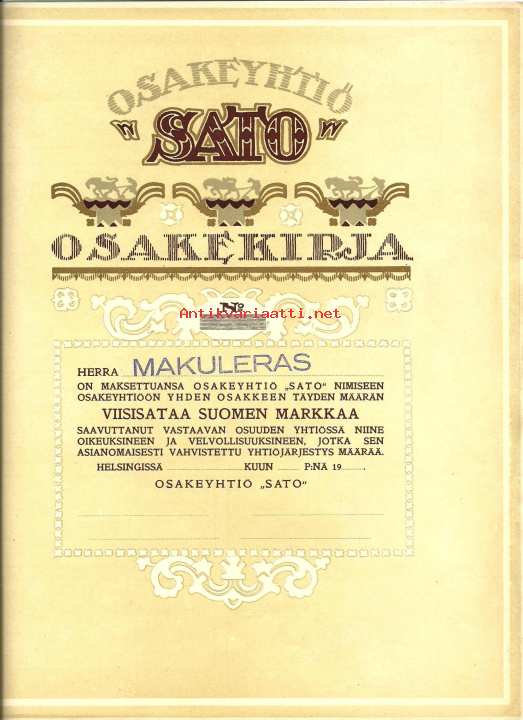 OSAKEYHTIÖ
"SATO"
OSAKEKIRJA
No
Antikvariaatti.net
HERRA MAKULERAS
ON MAKSETTUANSA OSAKEYHTIÖ „SATO" NIMISEEN
OSAKEYHTIÖÖN YHDEN OSAKKEEN TÄYDEN MÄÄRÄN
VIISISATAA SUOMEN MARKKAA
SAAVUTTANUT VASTAAVAN OSUUDEN YHTIÖSSÄ NIINE
OIKEUKSINEEN JA VELVOLLISUUKSINEEN, JOTKA SEN
ASIANOMAISESTI VAHVISTETTU YHTIÖJÄRJESTYS MÄÄRÄÄ.
HELSINGISSÄ KUUN P:NÄ 19
OSAKEYHTIÖ „SATO"